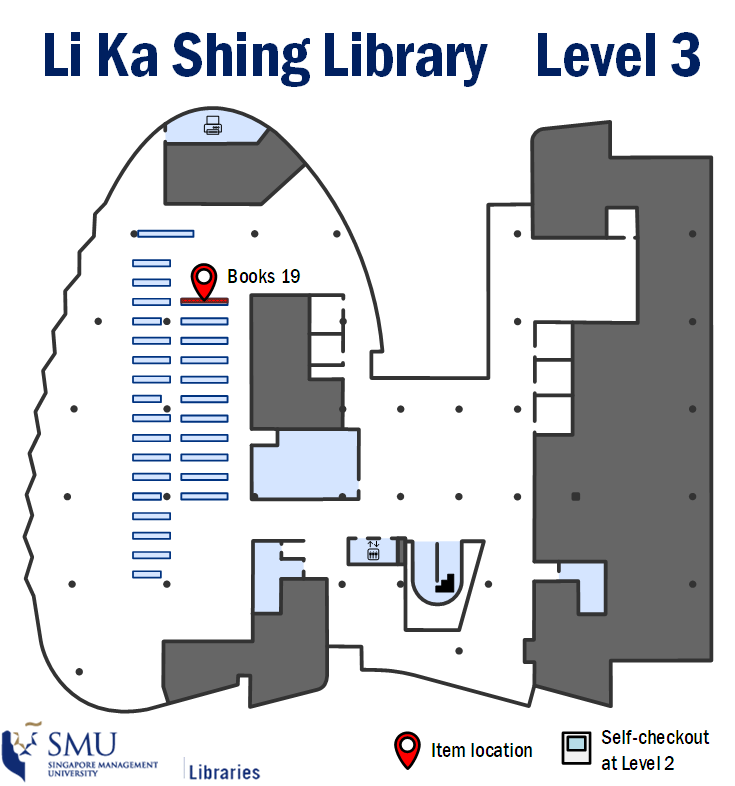 Li Ka Shing Library Level 3
Books 19
Item location
Self-checkout
at Level 2
SMU
SINGAPORE MANAGEMENT
UNIVERSITY
Libraries